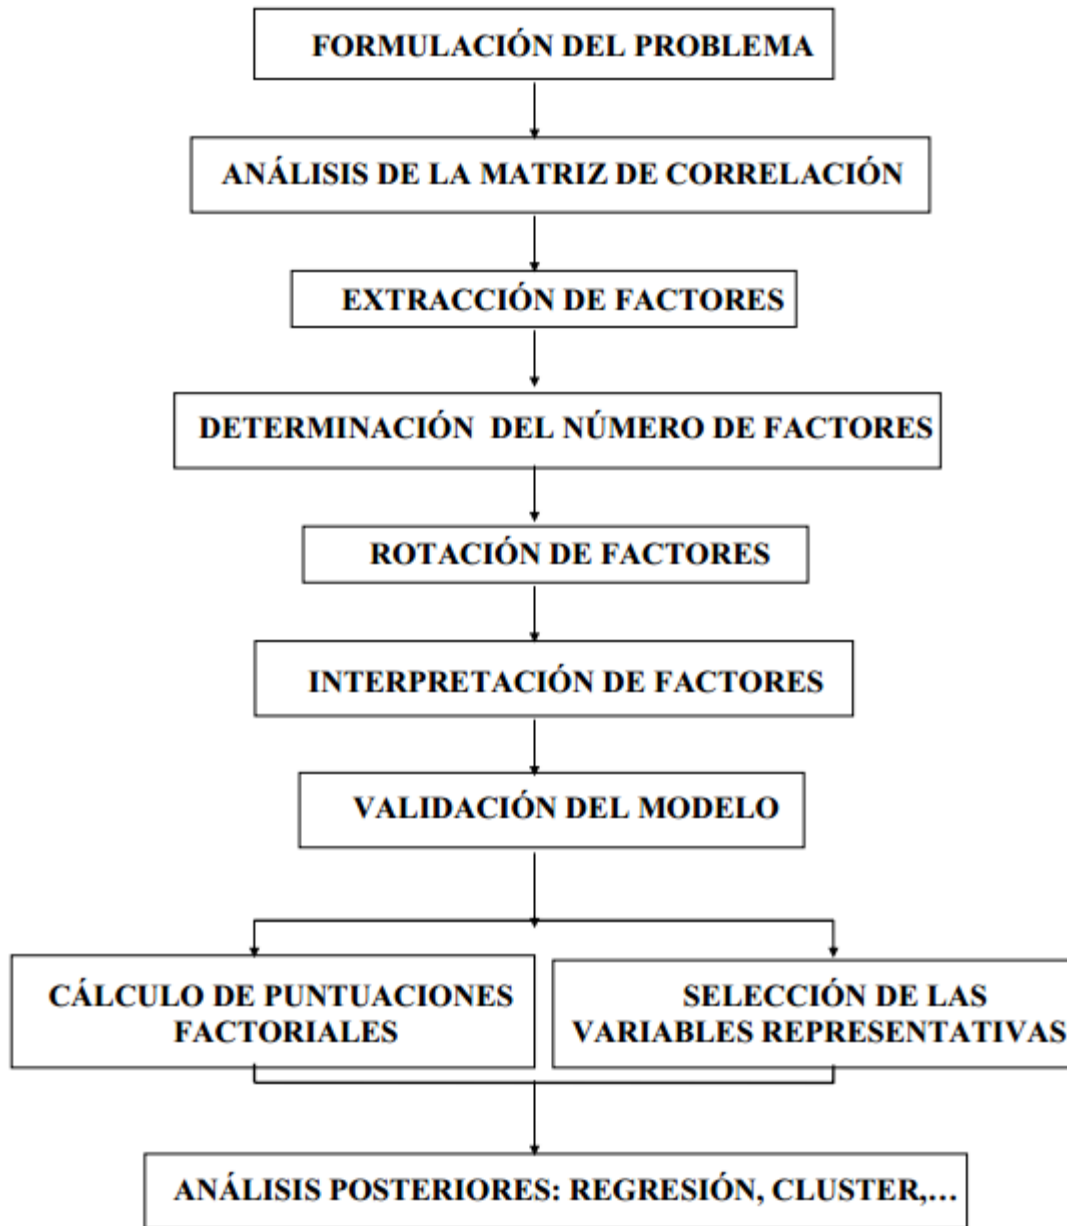 FORMULACIÓN DEL PROBLEMA
ANÁLISIS DE LA MATRIZ DE CORRELACIÓN
EXTRACCIÓN DE FACTORES
DETERMINACIÓN DEL NÚMERO DE FACTORES
ROTACIÓN DE FACTORES
INTERPRETACIÓN DE FACTORES
VALIDACIÓN DEL MODELO
CÁLCULO DE PUNTUACIONES
FACTORIALES
SELECCIÓN DE LAS
VARIABLES REPRESENTATIVAS
ANÁLISIS POSTERIORES: REGRESIÓN, CLUSTER,…